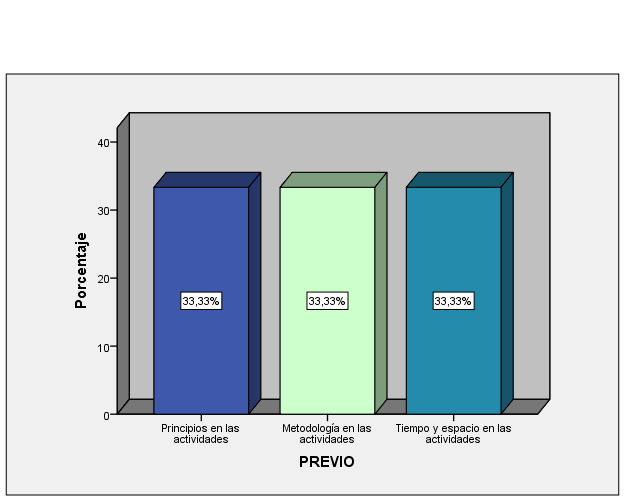 Porcentaje
40
30
20
10
0
33,33%
33,33%
33,33%
Principios en las
actividades
Metodología en las
actividades
Tiempo y espacio en las
actividades
PREVIO